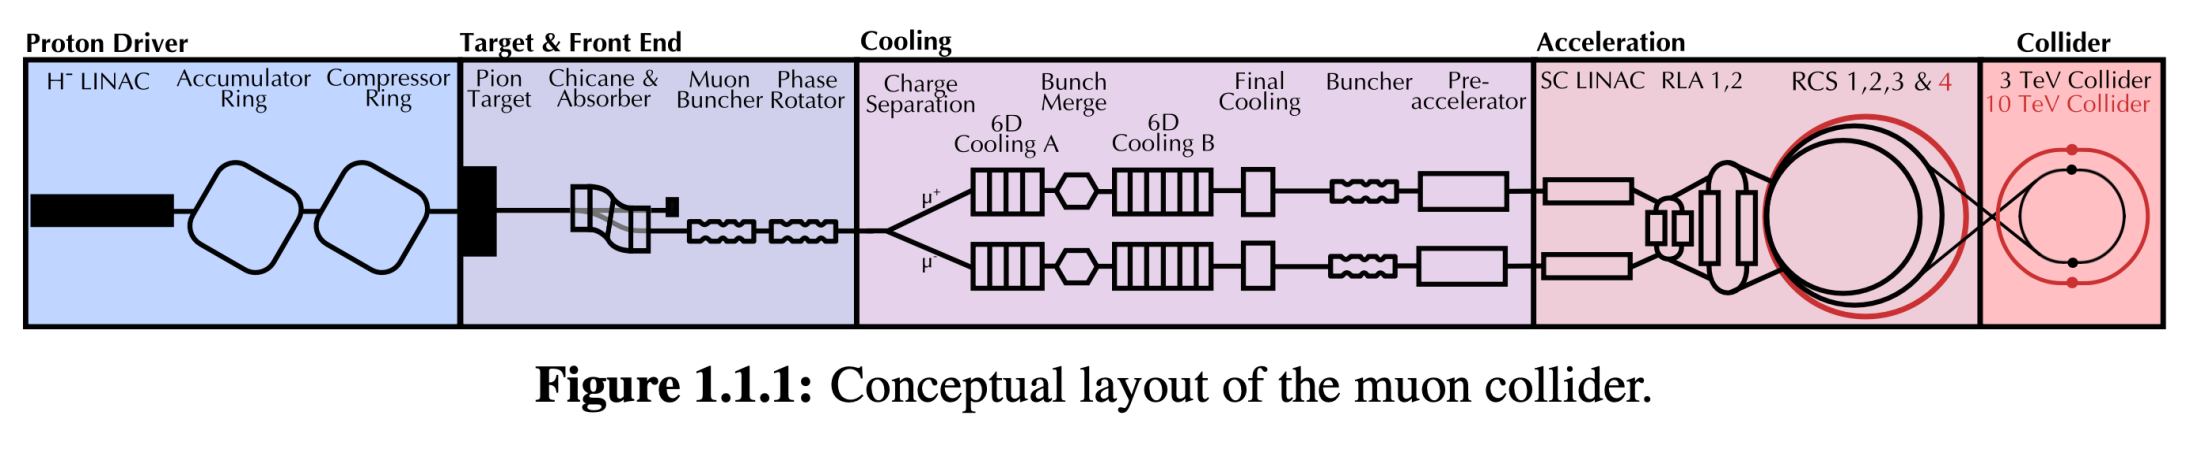 Proton Driver
Target & Front End
Cooling
Acceleration
Collider
H⁻ LINAC
Accumulator
Ring
Compressor
Ring
Pion
Target
Chicane &
Absorber
Muon
Buncher
Phase
Rotator
Charge
Separation
6D
Cooling A
Bunch
Merge
6D
Cooling B
Final
Cooling
Buncher
Pre-
accelerator
SC LINAC
RLA 1,2
RCS 1,2,3 & 4
3 TeV Collider
10 TeV Collider
μ⁺
μ⁻
Figure 1.1.1: Conceptual layout of the muon collider.